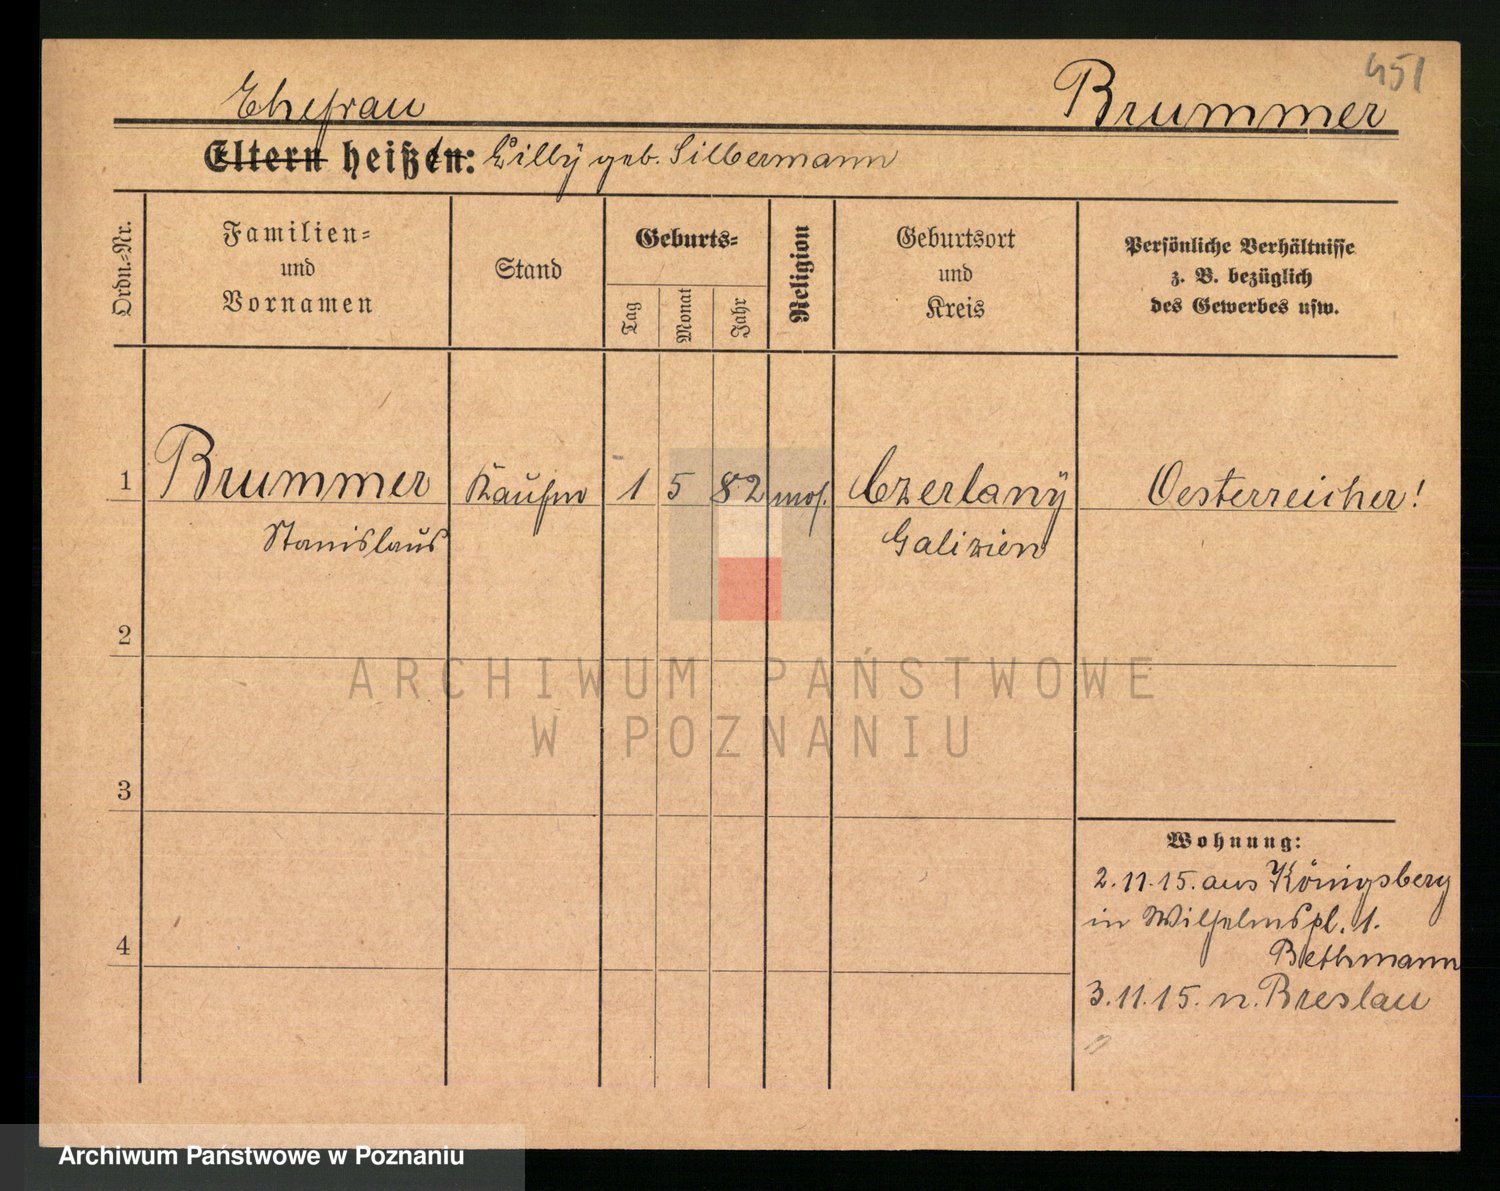 451
Ehefrau Brummer
Eltern heißen: Lilly geb. Silbermann
Ordn.-Nr.
Familien-
und
Vornamen
Stand
Geburts-
Tag
Monat
Jahr
Religion
Geburtsort
und
Kreis
Persönliche Verhältnisse
z. B. bezüglich
des Gewerbes usw.
1 Brummer Kaufm 1 5 82 mos. Czerlany Oesterreicher!
Stanislaus Galizien
2
3
4
Wohnung:
2.11.15. aus Königsberg
in Wilhelmspl. 1.
Bethmann
3.11.15. n. Breslau
ARCHIWUM PAŃSTWOWE
W POZNANIU
Archiwum Państwowe w Poznaniu